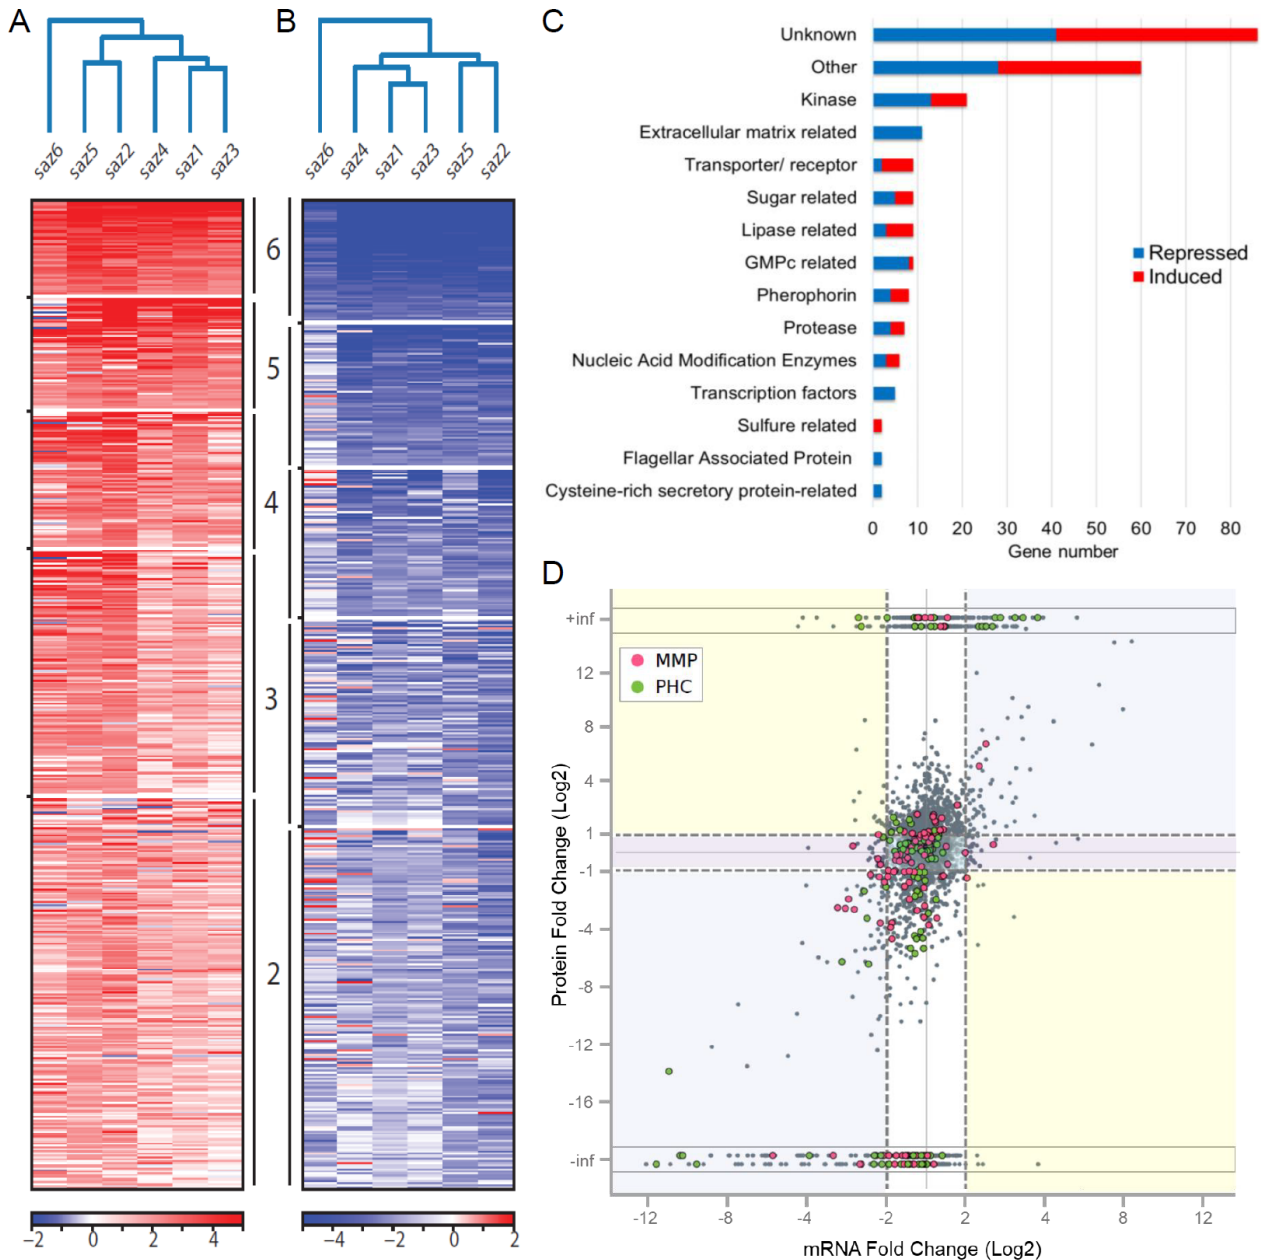 A
B
C
saz6
saz5
saz2
saz4
saz1
saz3
saz6
saz4
saz1
saz3
saz5
saz2
6
5
4
3
2
−2
0
2
4
−4
−2
0
2
Unknown
Other
Kinase
Extracellular matrix related
Transporter/ receptor
Sugar related
Lipase related
GMPc related
Pherophorin
Protease
Nucleic Acid Modification Enzymes
Transcription factors
Sulfure related
Flagellar Associated Protein
Cysteine-rich secretory protein-related
Repressed
Induced
0 10 20 30 40 50 60 70 80
Gene number
D
+inf
12
8
4
1
-1
-4
-8
-12
-16
-inf
MMP
PHC
Protein Fold Change (Log2)
-12 -8 -4 -2 2 4 8 12
mRNA Fold Change (Log2)